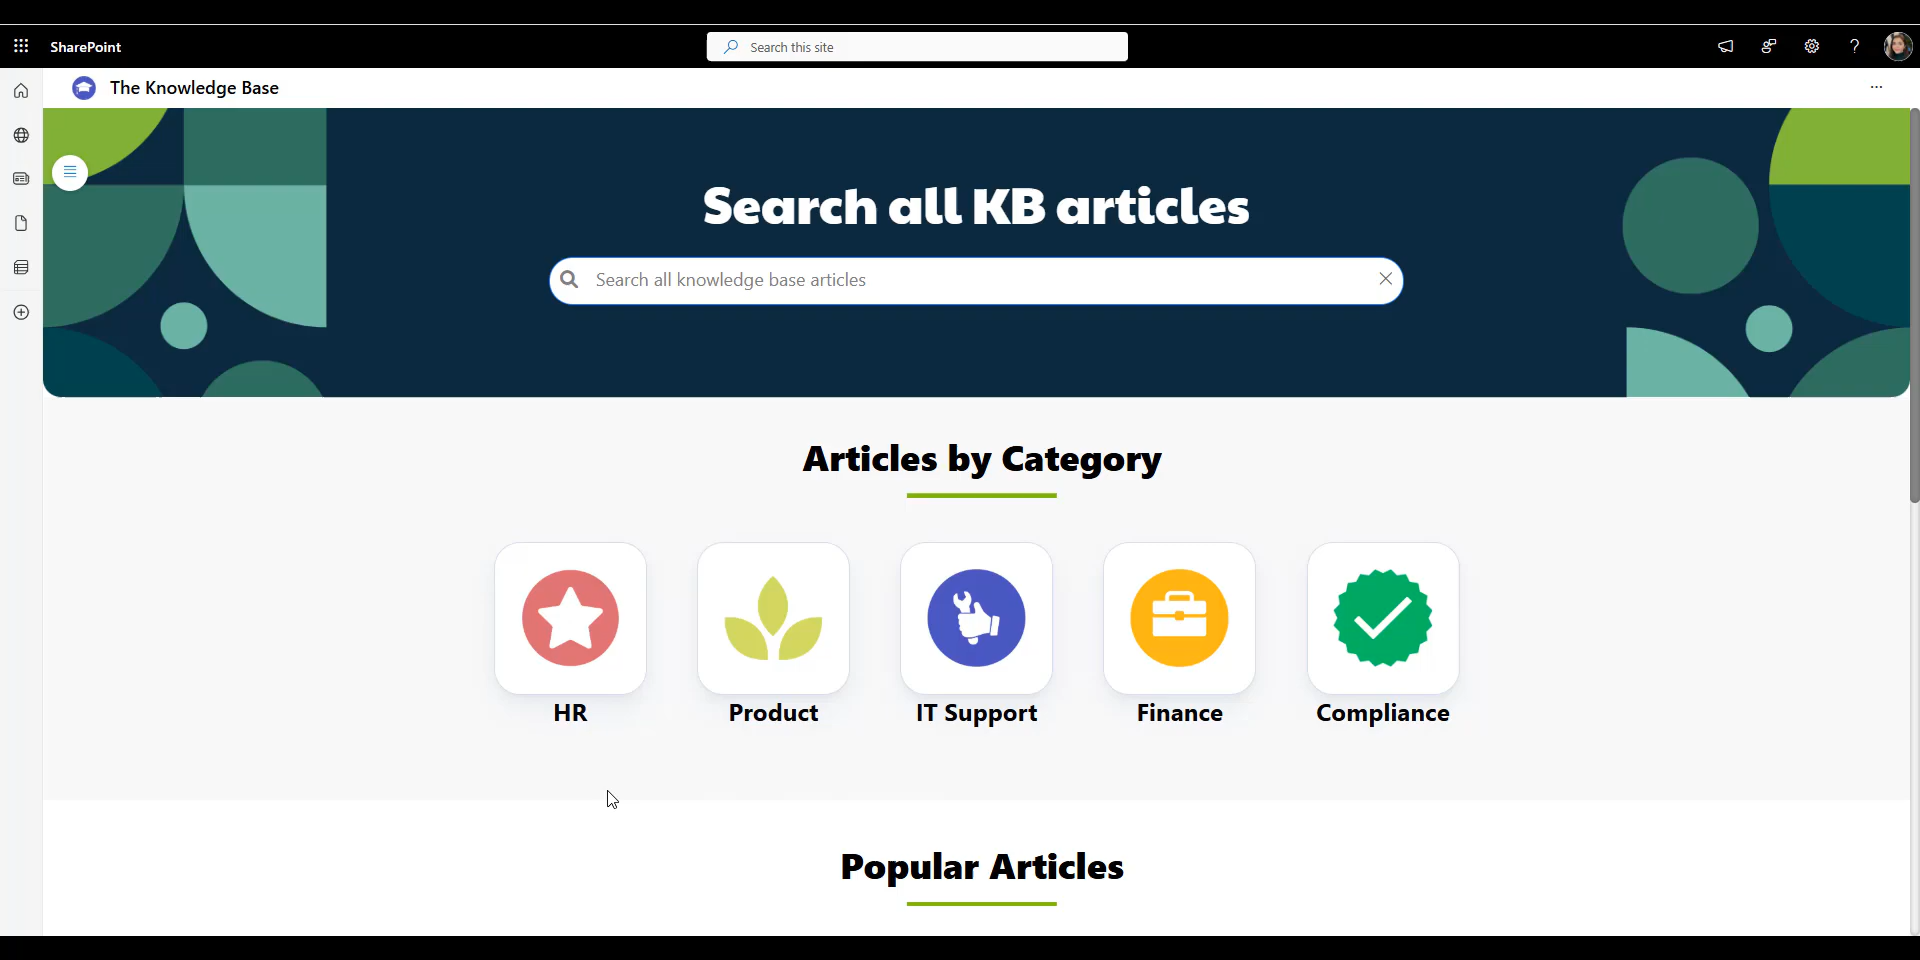 SharePoint
Search this site
The Knowledge Base
Search all KB articles
Search all knowledge base articles
Articles by Category
HR
Product
IT Support
Finance
Compliance
Popular Articles